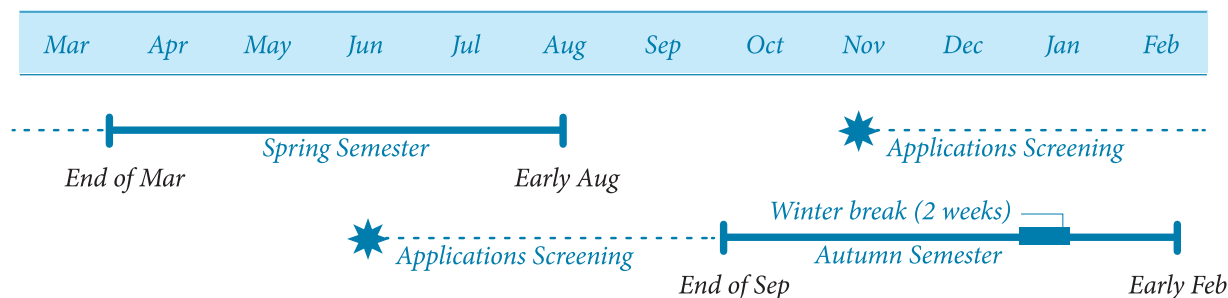 Mar Apr May Jun Jul Aug Sep Oct Nov Dec Jan Feb
Spring Semester
Applications Screening
End of Mar
Early Aug
Winter break (2 weeks)
Applications Screening
Autumn Semester
End of Sep
Early Feb